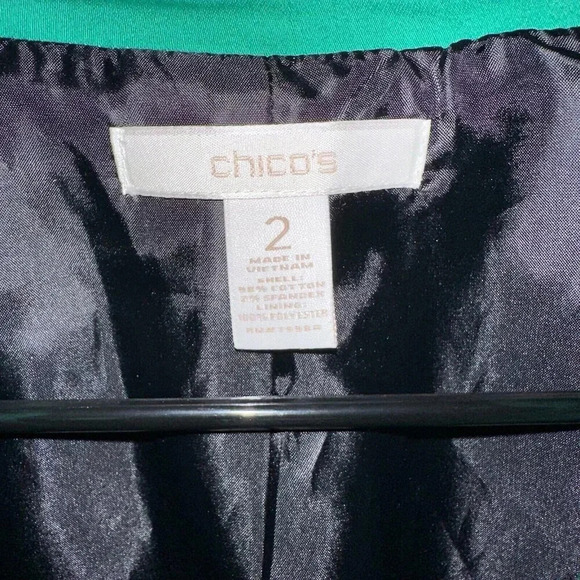 chico's
2
MADE IN
VIETNAM
SHELL:
98% COTTON
2% SPANDEX
LINING:
100% POLYESTER